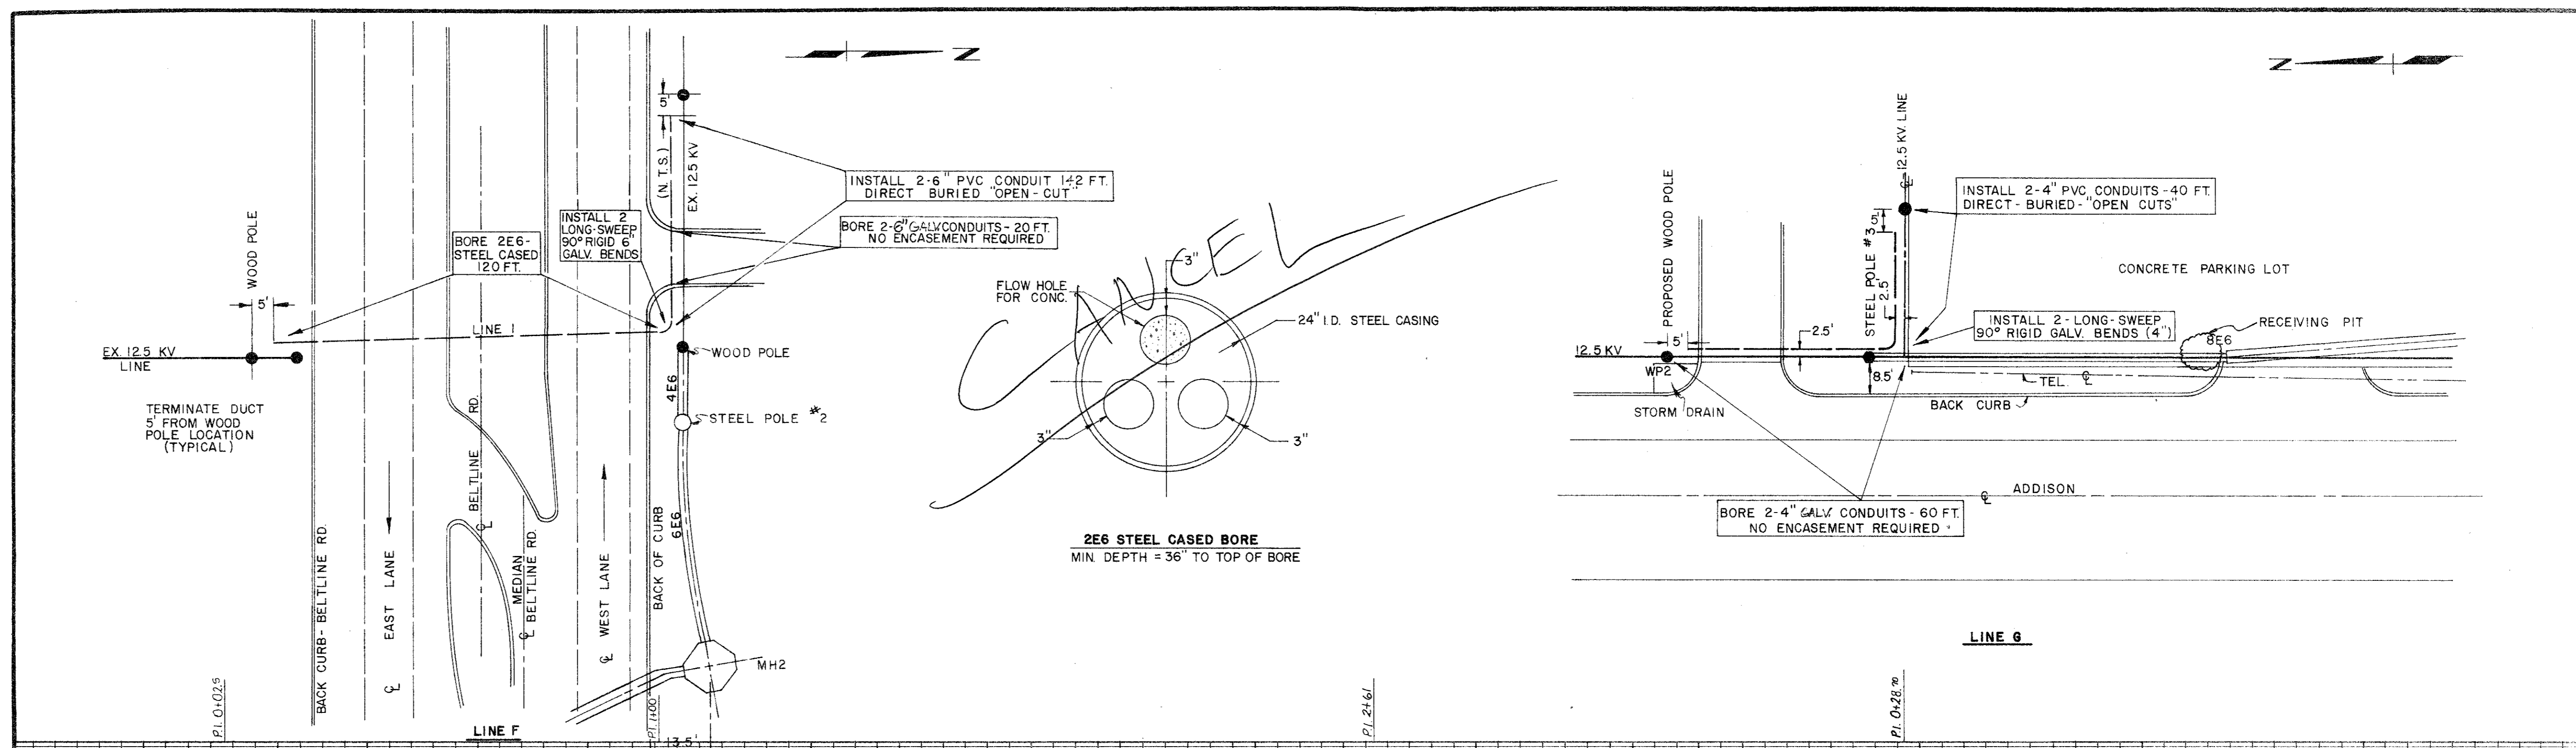 N
N
5'
(N.T.S.)
EX. 12.5 KV
INSTALL 2-6" PVC CONDUIT 142 FT.
DIRECT BURIED "OPEN-CUT"
INSTALL 2
LONG-SWEEP
90° RIGID 6"
GALV. BENDS
BORE 2-6" GALV. CONDUITS - 20 FT.
NO ENCASEMENT REQUIRED
BORE 2E6-
STEEL CASED
120 FT.
WOOD POLE
5'
LINE 1
EX. 12.5 KV
LINE
WOOD POLE
4E6
STEEL POLE #2
TERMINATE DUCT
5' FROM WOOD
POLE LOCATION
(TYPICAL)
BACK CURB-BELTLINE RD.
℄ EAST LANE
℄ BELTLINE RD.
MEDIAN
℄ BELTLINE RD.
℄ WEST LANE
BACK OF CURB
6E6
MH2
P.I. 0+02.5
LINE F
P.I. 1+00
13.5'
CANCEL
3"
FLOW HOLE
FOR CONC.
24" I.D. STEEL CASING
3"
3"
2E6 STEEL CASED BORE
MIN. DEPTH = 36" TO TOP OF BORE
P.I. 2+61
PROPOSED WOOD POLE
℄ 12.5 KV. LINE
INSTALL 2-4" PVC CONDUITS - 40 FT.
DIRECT - BURIED - "OPEN CUTS"
5'
STEEL POLE #3
2.5'
CONCRETE PARKING LOT
INSTALL 2-LONG-SWEEP
90° RIGID GALV. BENDS (4")
RECEIVING PIT
8E6
12.5 KV
5'
2.5'
WP2
8.5'
TEL. ℄
STORM DRAIN
BACK CURB
℄ ADDISON
BORE 2-4" GALV. CONDUITS - 60 FT.
NO ENCASEMENT REQUIRED
LINE G
P.I. 0+28.70